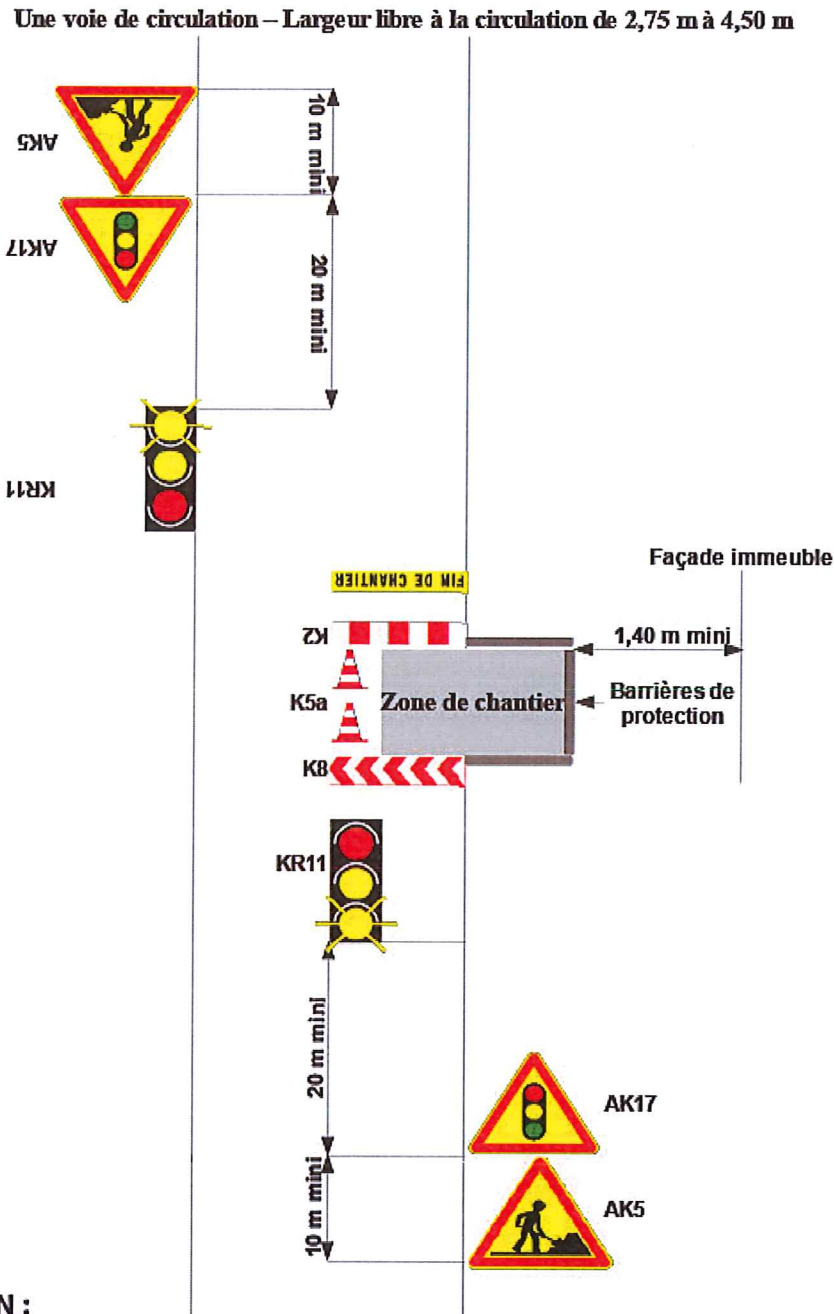 Une voie de circulation – Largeur libre à la circulation de 2,75 m à 4,50 m
AK5
10 m mini
AK17
20 m mini
KR11
FIN DE CHANTIER
Façade immeuble
K2
1,40 m mini
K5a
Zone de chantier
Barrières de
protection
K8
KR11
20 m mini
AK17
10 m mini
AK5
N :